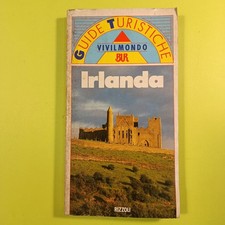 GUIDE TURISTICHE
VIVILMONDO
BUR
Irlanda
RIZZOLI